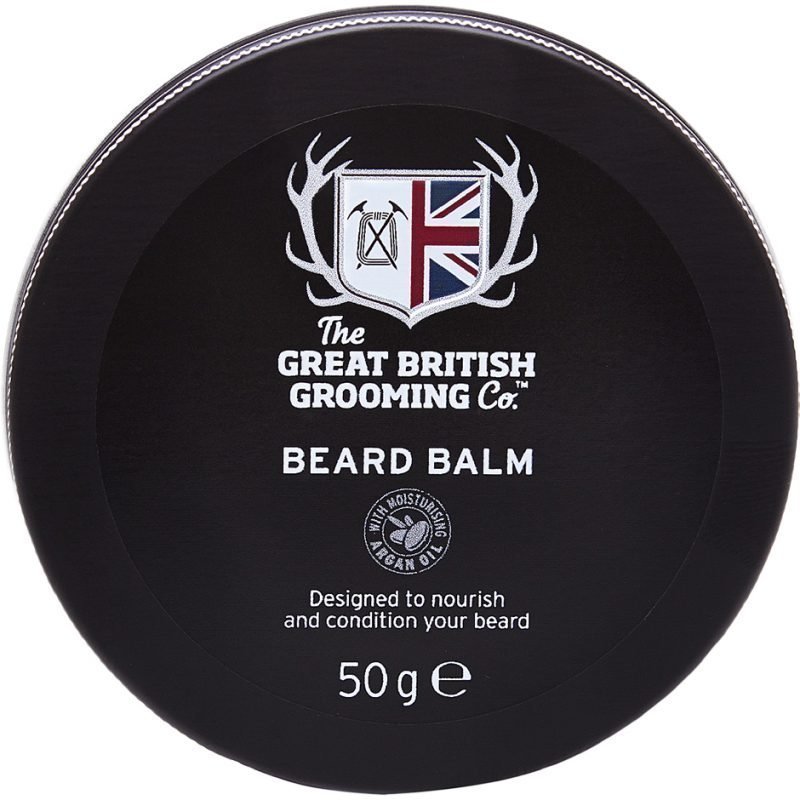 The
GREAT BRITISH
GROOMING Co.™
BEARD BALM
WITH MOISTURISING
ARGAN OIL
Designed to nourish
and condition your beard
50 g ℮